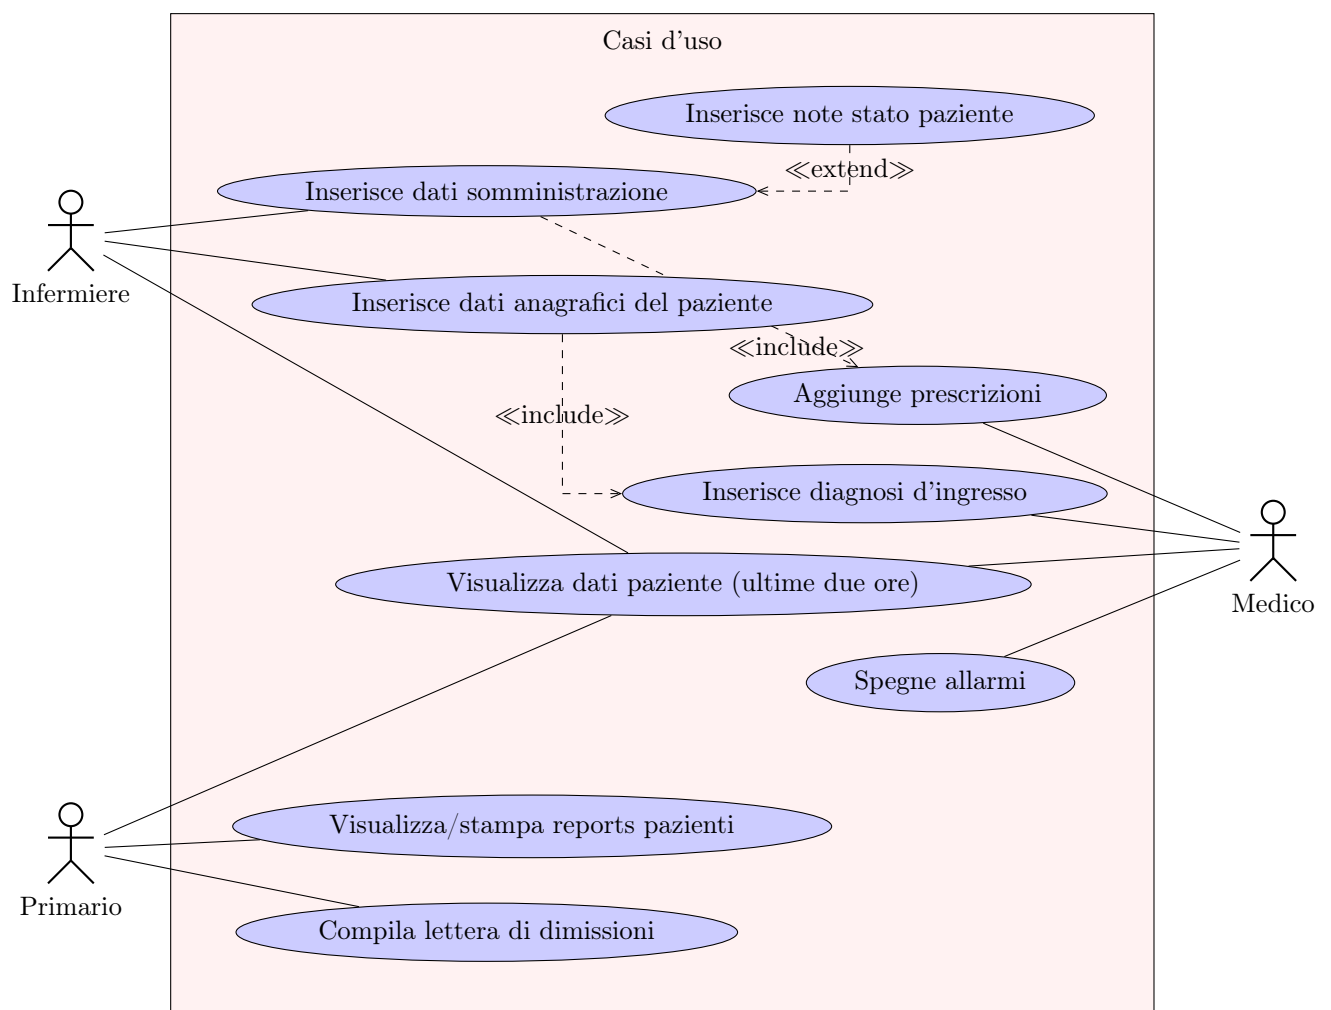 Casi d'uso
Inserisce note stato paziente
≪extend≫
Inserisce dati somministrazione
Infermiere
Inserisce dati anagrafici del paziente
≪include≫
Aggiunge prescrizioni
≪include≫
Inserisce diagnosi d'ingresso
Visualizza dati paziente (ultime due ore)
Medico
Spegne allarmi
Visualizza/stampa reports pazienti
Primario
Compila lettera di dimissioni